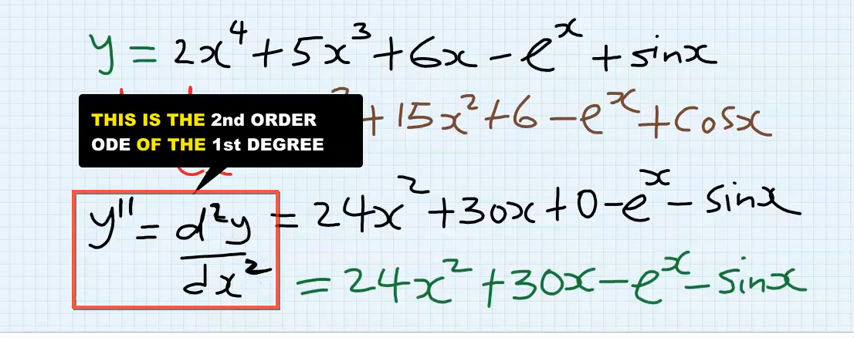 y = 2x⁴ + 5x³ + 6x - eˣ + sinx
+ 15x² + 6 - eˣ + cosx
THIS IS THE 2nd ORDER
ODE OF THE 1st DEGREE
y'' = d²y/dx² = 24x² + 30x + 0 - eˣ - sinx
= 24x² + 30x - eˣ - sinx